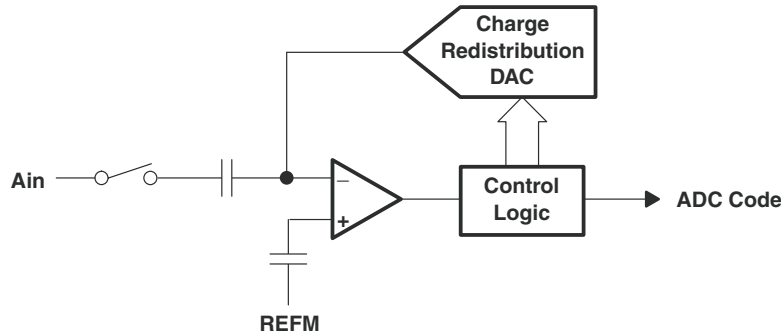 Charge
Redistribution
DAC
Ain
−
+
Control
Logic
ADC Code
REFM